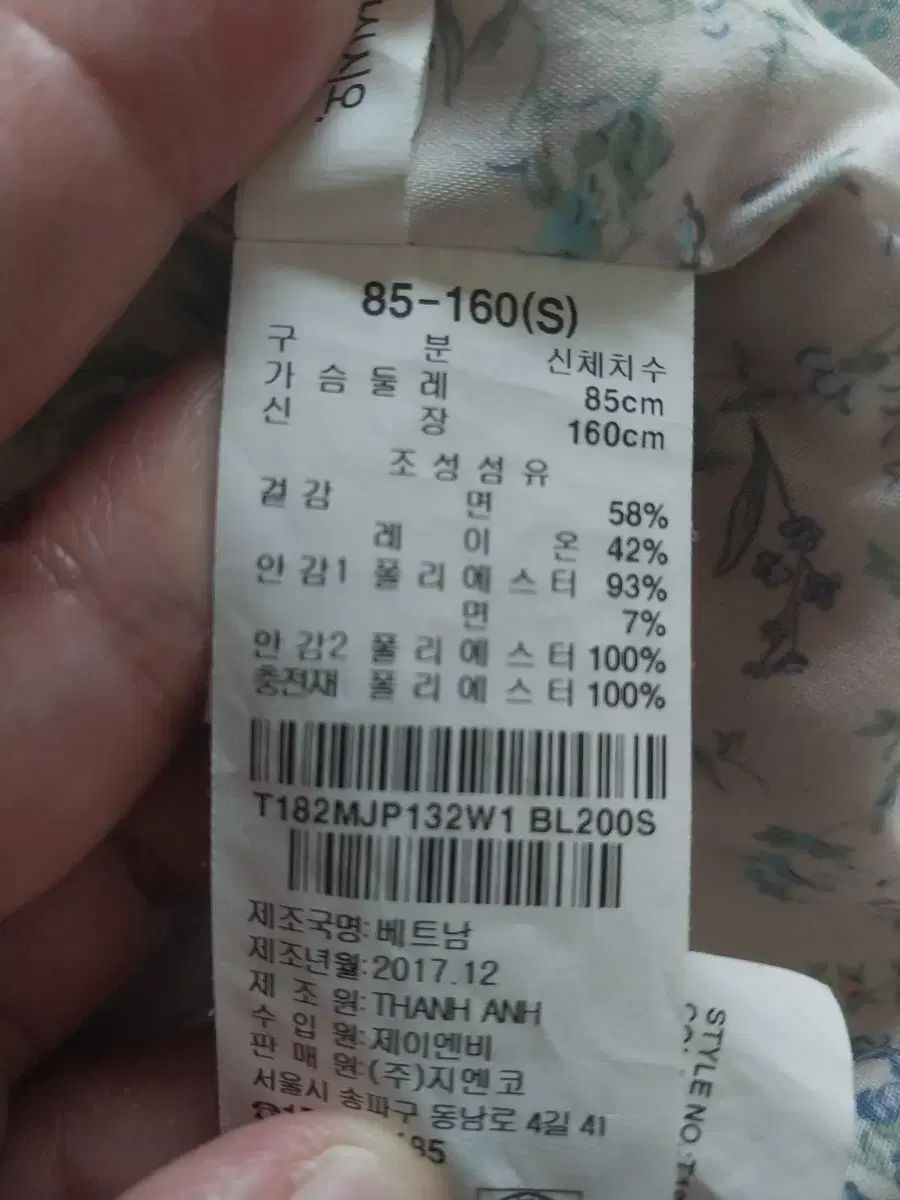 85-160(S)
구 분 신체치수
가 슴 둘 레 85cm
신 장 160cm
조 성 섬 유
겉 감 면 58%
레 이 온 42%
안 감1 폴 리 에 스 터 93%
면 7%
안 감2 폴 리 에 스 터 100%
충전재 폴 리 에 스 터 100%
T182MJP132W1 BL200S
제조국명:베트남
제조년월:2017.12
제 조 원:THANH ANH
수 입 원:제이엔비
판 매 원:(주)지엔코
서울시 송파구 동남로 4길 41
STYLE NO: